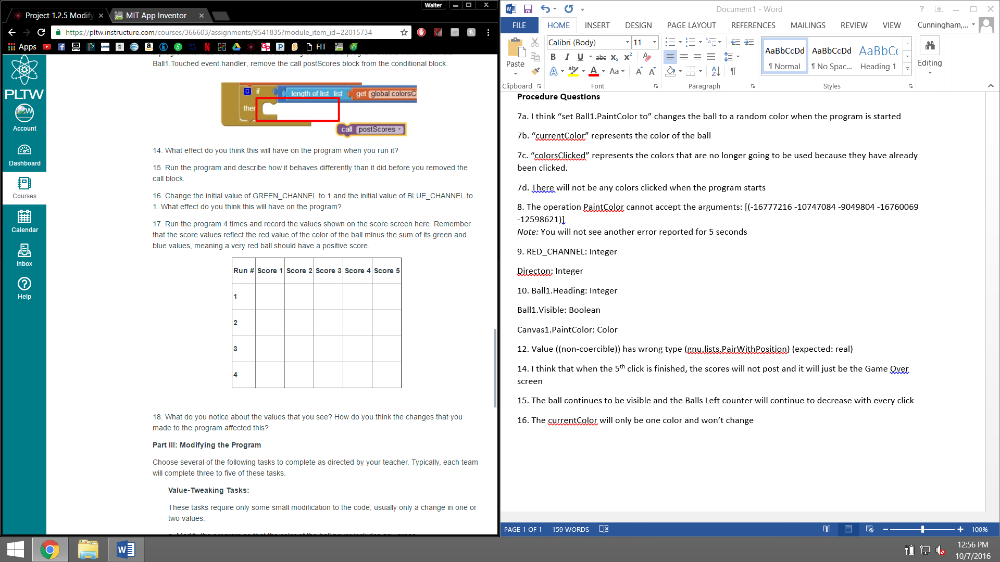 Walter
Project 1.2.5 Modify
MIT App Inventor
https://pltw.instructure.com/courses/366603/assignments/9541835?module_item_id=22015734
Apps
FIT
PLTW
Account
Dashboard
Courses
Calendar
Inbox
Help
Ball1.Touched event handler, remove the call postScores block from the conditional block.
if
length of list list
get global colorsC
then
call postScores
14. What effect do you think this will have on the program when you run it?
15. Run the program and describe how it behaves differently than it did before you removed the
call block.
16. Change the initial value of GREEN_CHANNEL to 1 and the initial value of BLUE_CHANNEL to
1. What effect do you think this will have on the program?
17. Run the program 4 times and record the values shown on the score screen here. Remember
that the score values reflect the red value of the color of the ball minus the sum of its green and
blue values, meaning a very red ball should have a positive score.
Run # Score 1 Score 2 Score 3 Score 4 Score 5
1
2
3
4
18. What do you notice about the values that you see? How do you think the changes that you
made to the program affected this?
Part III: Modifying the Program
Choose several of the following tasks to complete as directed by your teacher. Typically, each team
will complete three to five of these tasks.
Value-Tweaking Tasks:
These tasks require only some small modification to the code, usually only a change in one or
two values.
Document1 - Word
FILE HOME INSERT DESIGN PAGE LAYOUT REFERENCES MAILINGS REVIEW VIEW Cunningham,...
Paste
Clipboard
Calibri (Body) 11
B I U abc X₂ X²
A A Aa A A
Font
Paragraph
AaBbCcDd AaBbCcDd AaBbCc
¶ Normal ¶ No Spac... Heading 1
Styles
Editing
Procedure Questions
7a. I think “set Ball1.PaintColor to” changes the ball to a random color when the program is started
7b. “currentColor” represents the color of the ball
7c. “colorsClicked” represents the colors that are no longer going to be used because they have already
been clicked.
7d. There will not be any colors clicked when the program starts
8. The operation PaintColor cannot accept the arguments: [(-16777216 -10747084 -9049804 -16760069
-12598621)]
Note: You will not see another error reported for 5 seconds
9. RED_CHANNEL: Integer
Directon: Integer
10. Ball1.Heading: Integer
Ball1.Visible: Boolean
Canvas1.PaintColor: Color
12. Value ((non-coercible)) has wrong type (gnu.lists.PairWithPosition) (expected: real)
14. I think that when the 5th click is finished, the scores will not post and it will just be the Game Over
screen
15. The ball continues to be visible and the Balls Left counter will continue to decrease with every click
16. The currentColor will only be one color and won’t change
PAGE 1 OF 1 159 WORDS
100%
12:56 PM
10/7/2016